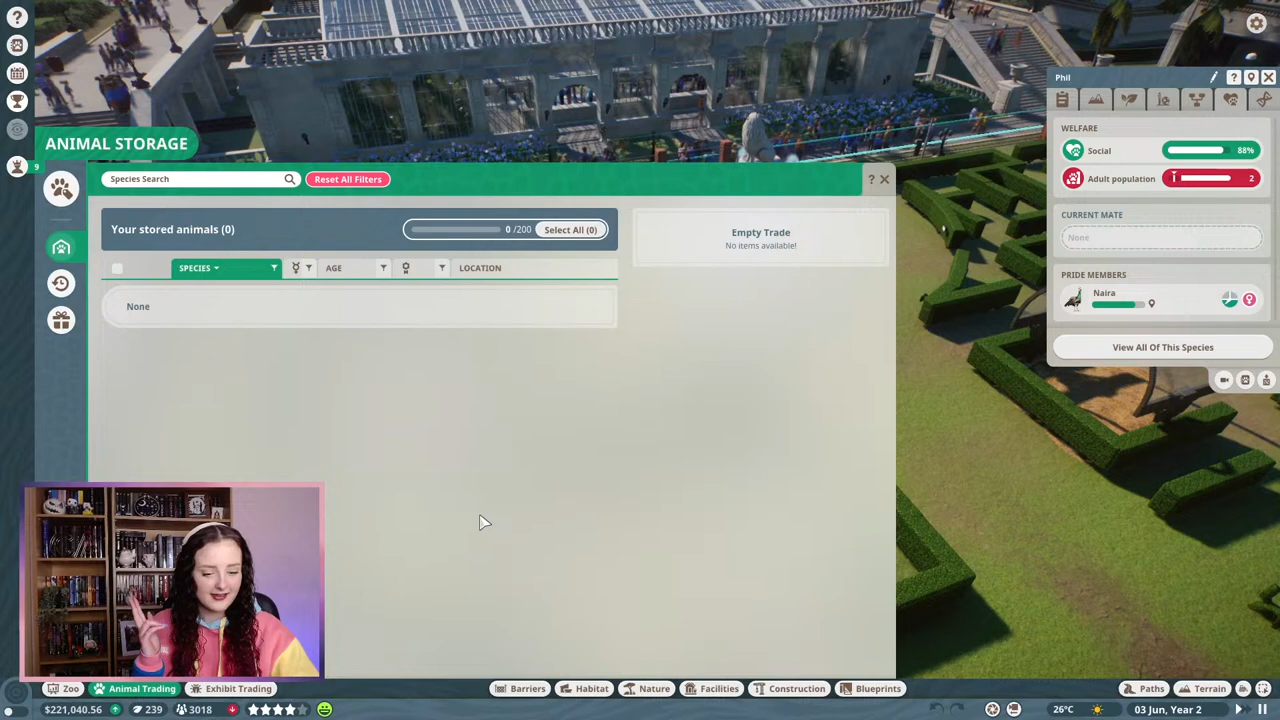 Phil
ANIMAL STORAGE
9
Species Search
Reset All Filters
?
WELFARE
Social
88%
Adult population
2
Your stored animals (0)
0 /200
Select All (0)
Empty Trade
No items available!
CURRENT MATE
None
SPECIES
AGE
LOCATION
PRIDE MEMBERS
Naira
None
View All Of This Species
Zoo
Animal Trading
Exhibit Trading
Barriers
Habitat
Nature
Facilities
Construction
Blueprints
Paths
Terrain
$221,040.56
239
3018
26°C
03 Jun, Year 2